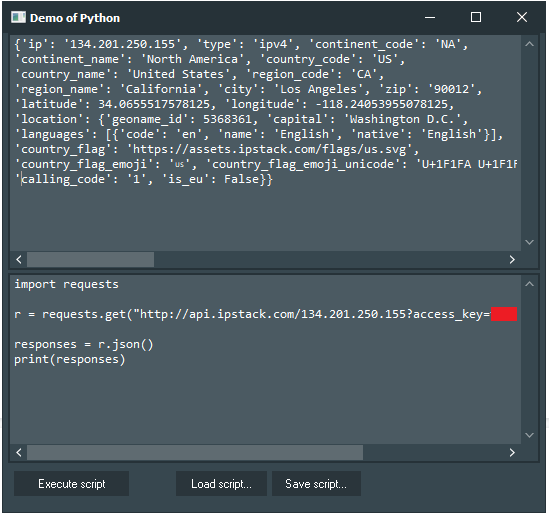 Demo of Python
{'ip': '134.201.250.155', 'type': 'ipv4', 'continent_code': 'NA',
'continent_name': 'North America', 'country_code': 'US',
'country_name': 'United States', 'region_code': 'CA',
'region_name': 'California', 'city': 'Los Angeles', 'zip': '90012',
'latitude': 34.0655517578125, 'longitude': -118.24053955078125,
'location': {'geoname_id': 5368361, 'capital': 'Washington D.C.',
'languages': [{'code': 'en', 'name': 'English', 'native': 'English'}],
'country_flag': 'https://assets.ipstack.com/flags/us.svg',
'country_flag_emoji': 'us', 'country_flag_emoji_unicode': 'U+1F1FA U+1F1F
'calling_code': '1', 'is_eu': False}}
import requests
r = requests.get("http://api.ipstack.com/134.201.250.155?access_key=
responses = r.json()
print(responses)
Execute script
Load script...
Save script...